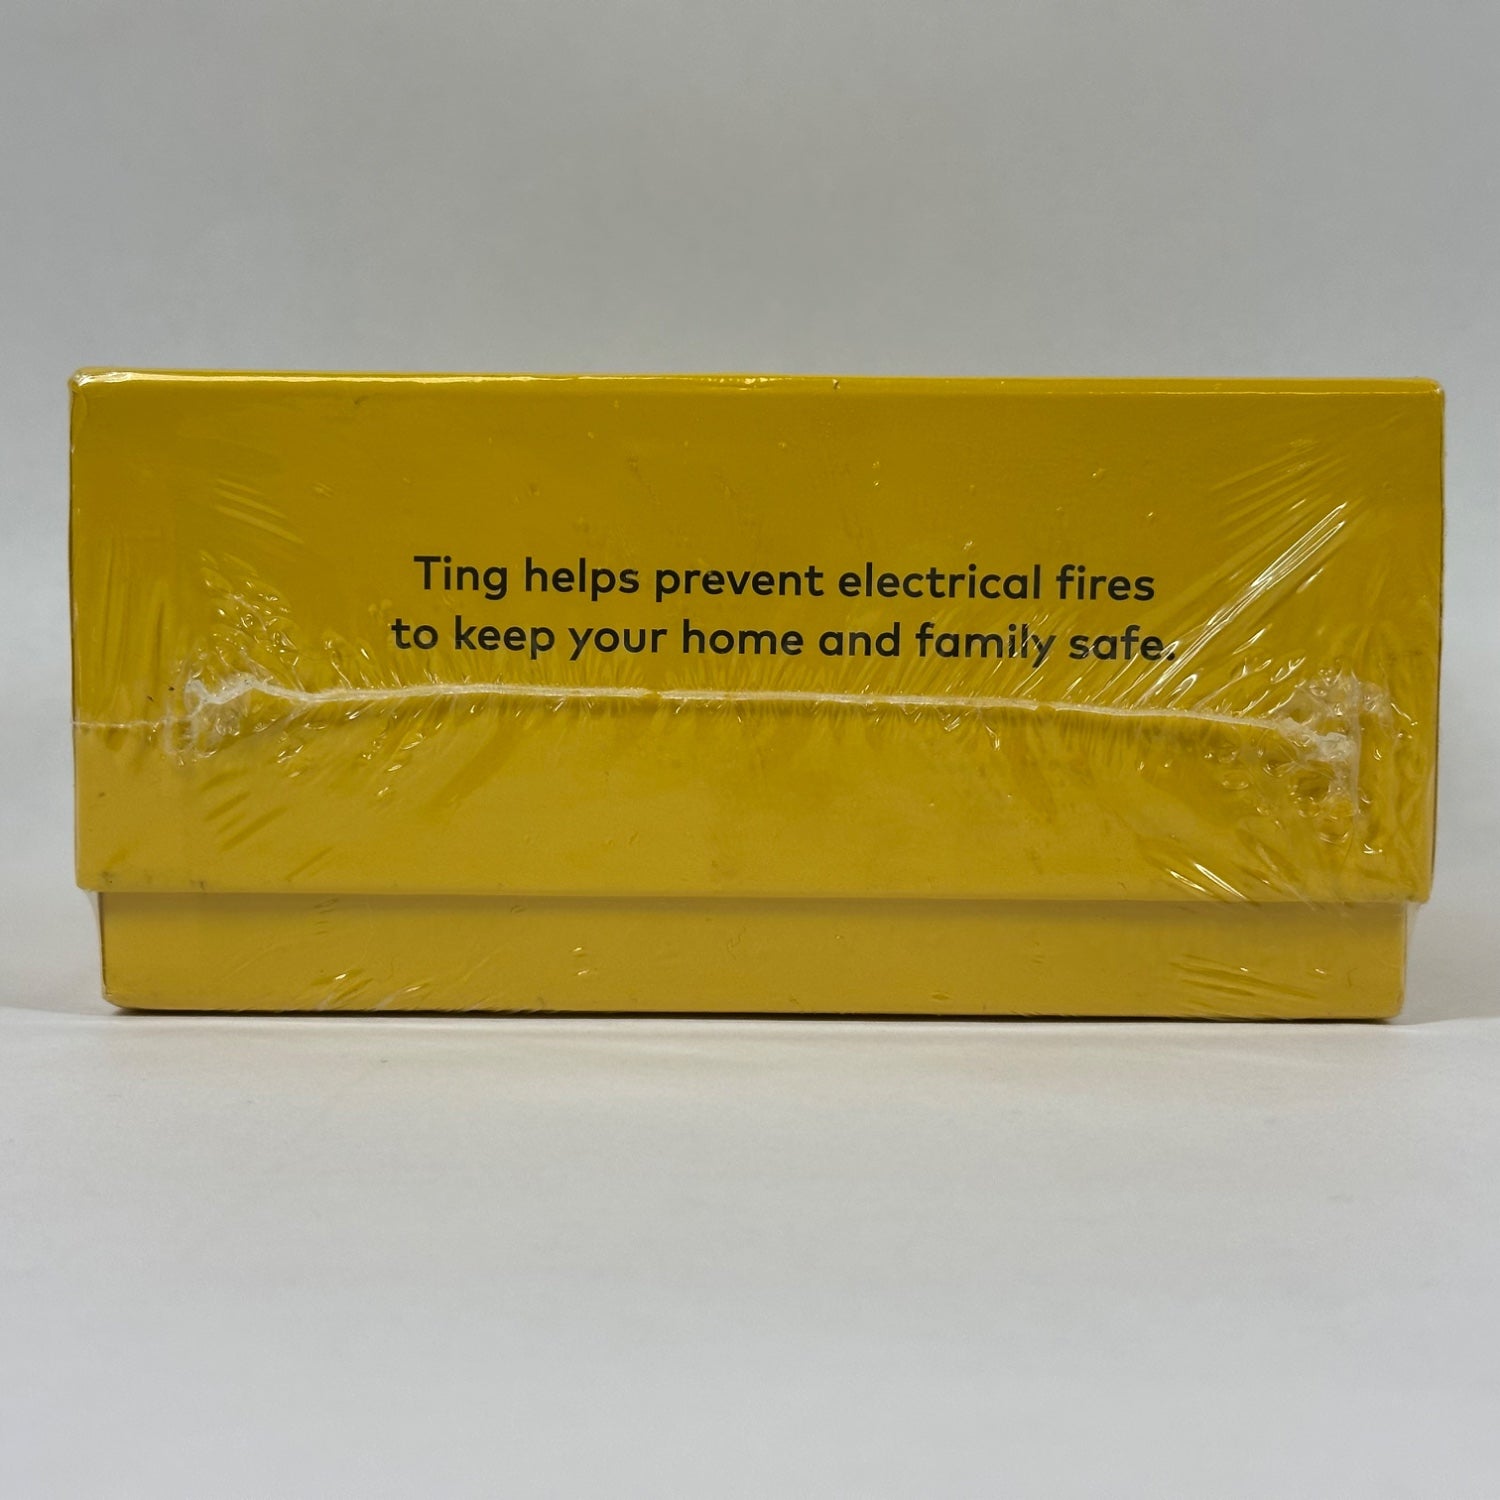 Ting helps prevent electrical fires
to keep your home and family safe.